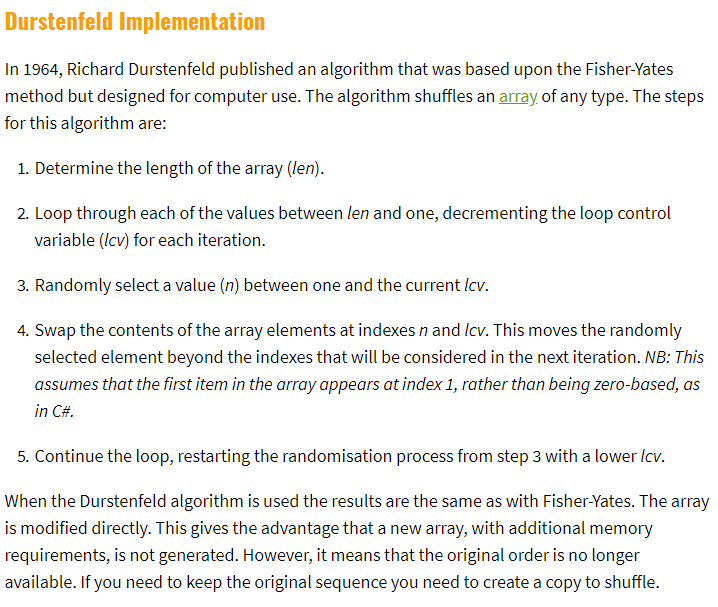 Durstenfeld Implementation
In 1964, Richard Durstenfeld published an algorithm that was based upon the Fisher-Yates
method but designed for computer use. The algorithm shuffles an array of any type. The steps
for this algorithm are:
1. Determine the length of the array (len).
2. Loop through each of the values between len and one, decrementing the loop control
variable (lcv) for each iteration.
3. Randomly select a value (n) between one and the current lcv.
4. Swap the contents of the array elements at indexes n and lcv. This moves the randomly
selected element beyond the indexes that will be considered in the next iteration. NB: This
assumes that the first item in the array appears at index 1, rather than being zero-based, as
in C#.
5. Continue the loop, restarting the randomisation process from step 3 with a lower lcv.
When the Durstenfeld algorithm is used the results are the same as with Fisher-Yates. The array
is modified directly. This gives the advantage that a new array, with additional memory
requirements, is not generated. However, it means that the original order is no longer
available. If you need to keep the original sequence you need to create a copy to shuffle.